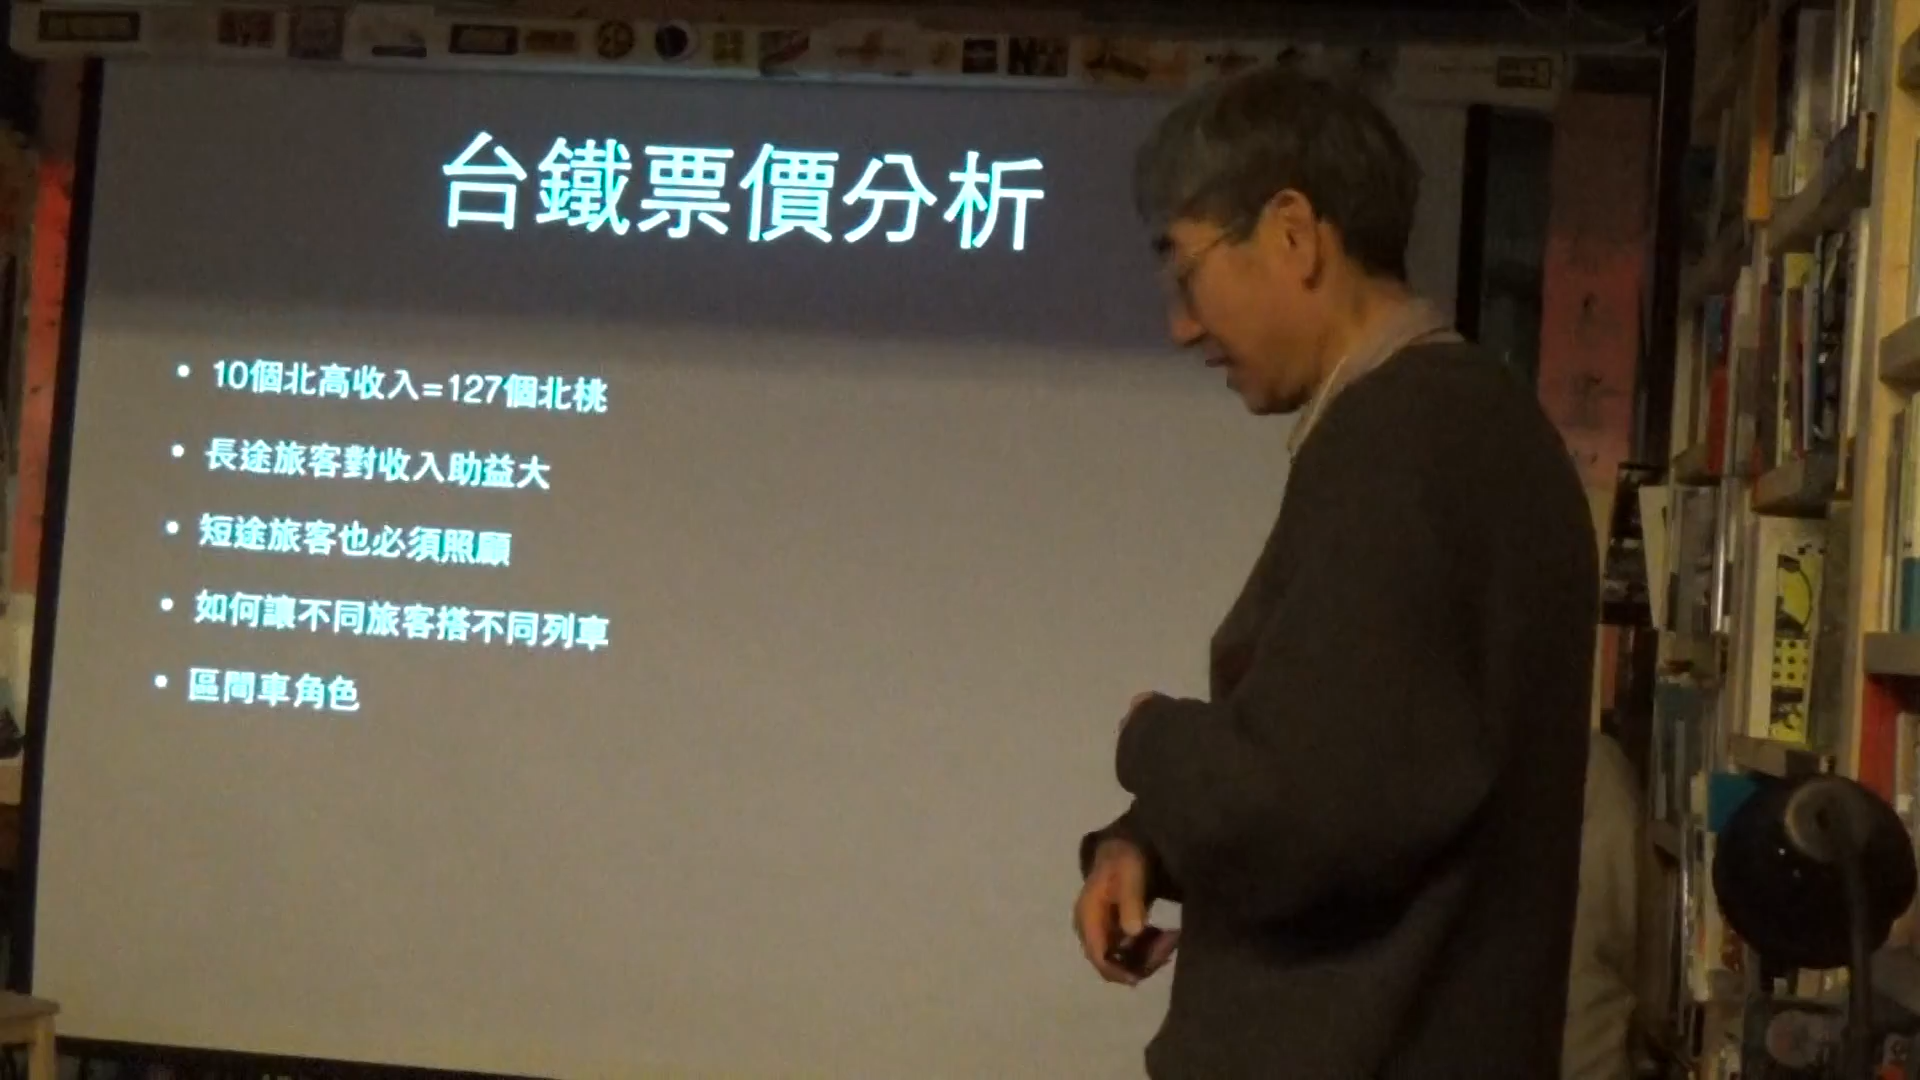 台鐵票價分析
• 10個北高收入=127個北桃
• 長途旅客對收入助益大
• 短途旅客也必須照顧
• 如何讓不同旅客搭不同列車
• 區間車角色